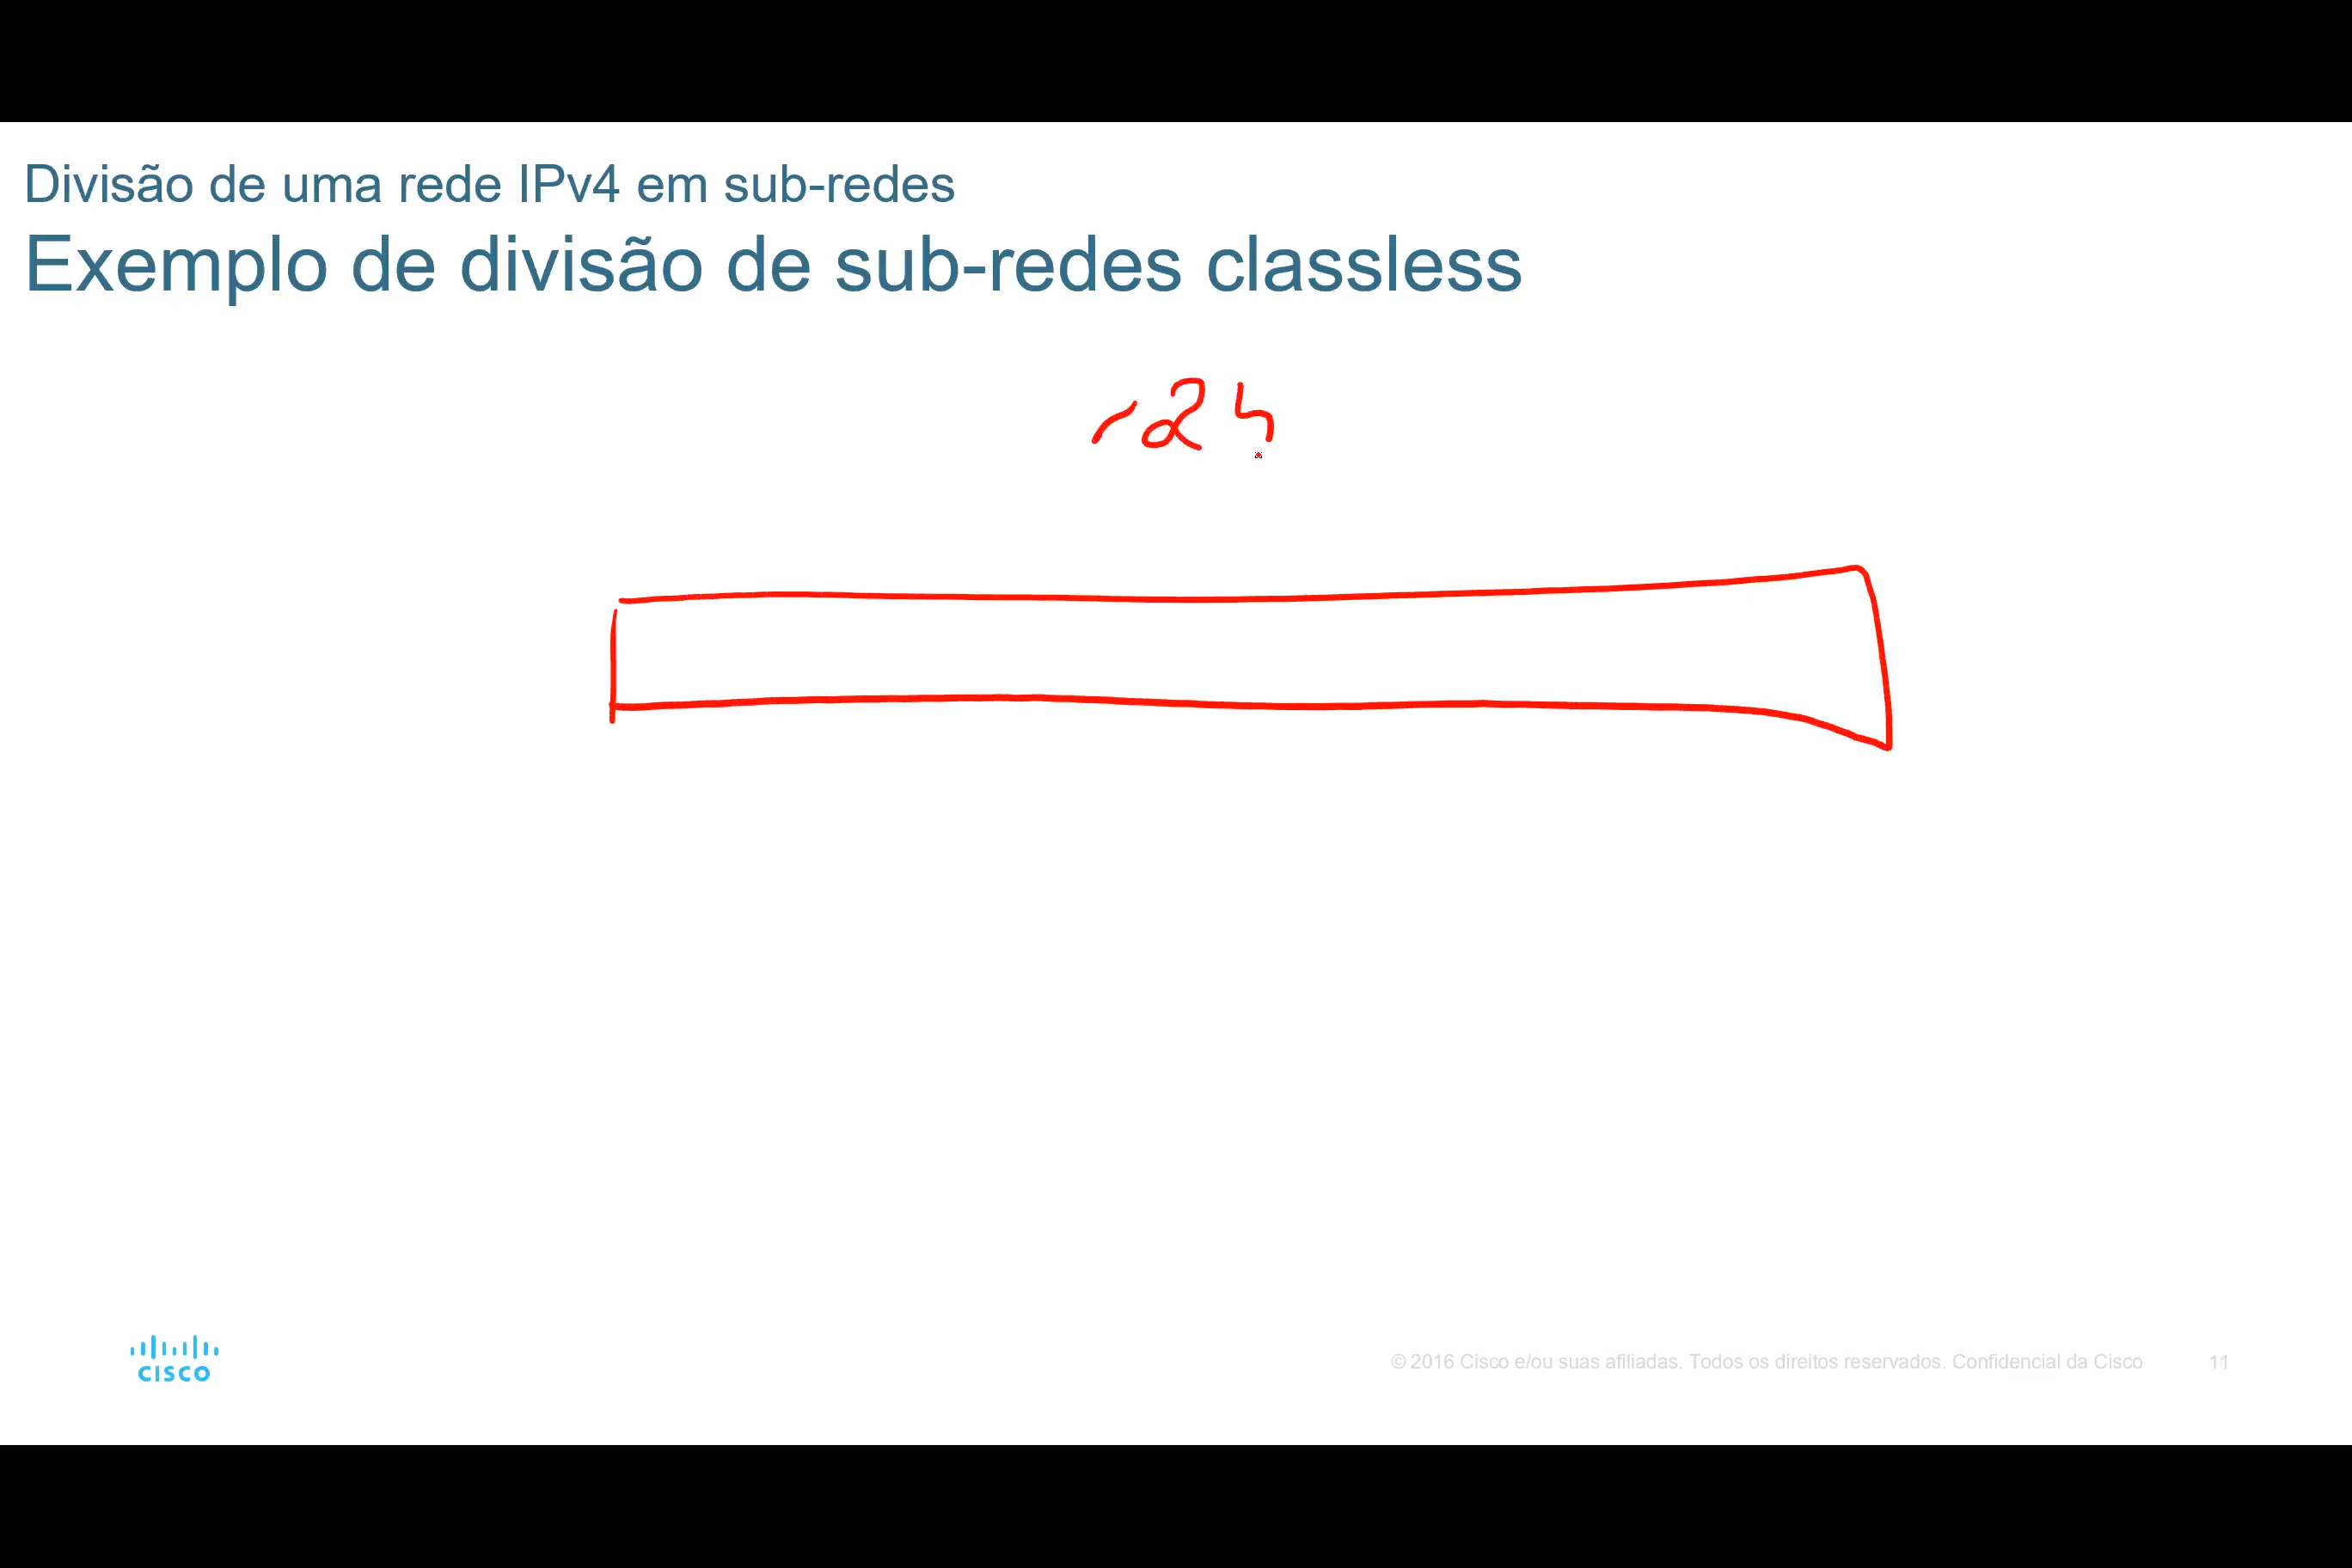 Divisão de uma rede IPv4 em sub-redes
Exemplo de divisão de sub-redes classless
/24
CISCO
© 2016 Cisco e/ou suas afiliadas. Todos os direitos reservados. Confidencial da Cisco 11